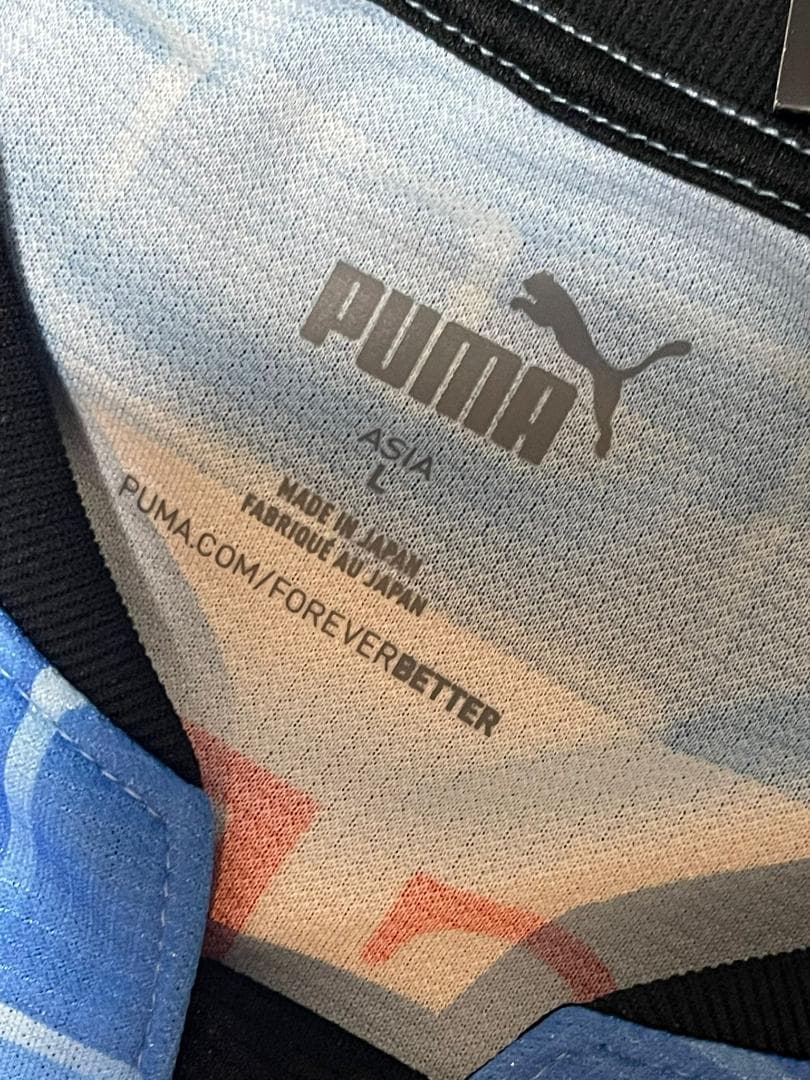 PUMA
ASIA
L
MADE IN JAPAN
FABRIQUÉ AU JAPAN
PUMA.COM/FOREVERBETTER